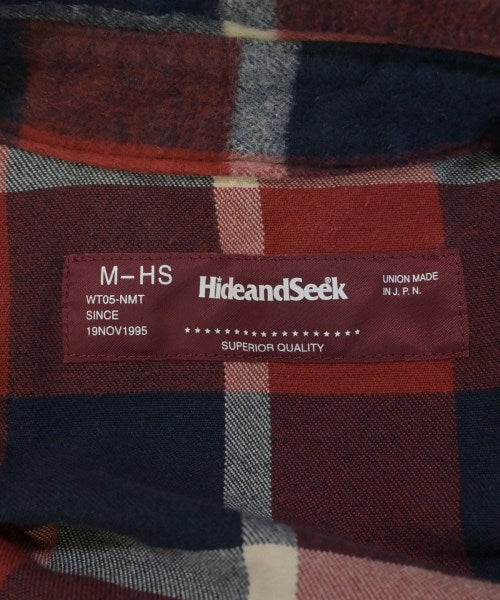 M-HS
WT05-NMT
SINCE
19NOV1995
HideandSeek
★★★★★★★★★★★★★★★★★★★
SUPERIOR QUALITY
UNION MADE
IN J. P. N.